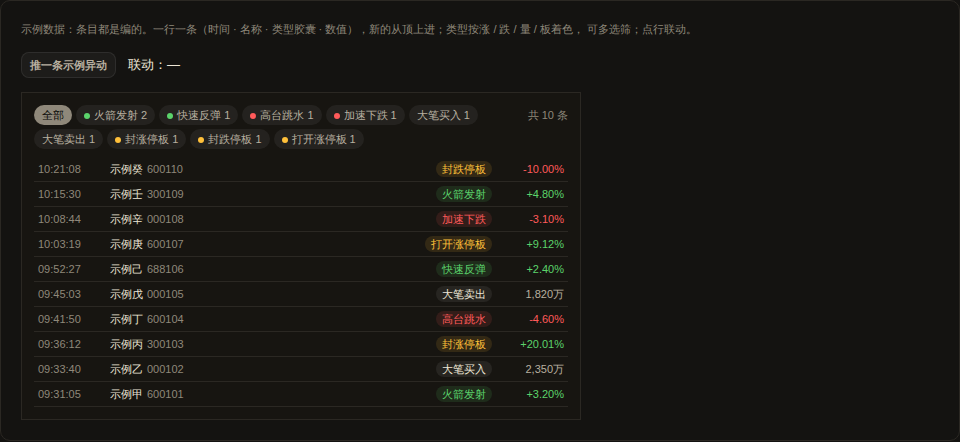 示例数据：条目都是编的。一行一条（时间 · 名称 · 类型胶囊 · 数值），新的从顶上进；类型按涨 / 跌 / 量 / 板着色， 可多选筛；点行联动。
推一条示例异动 联动：—
全部 火箭发射 2 快速反弹 1 高台跳水 1 加速下跌 1 大笔买入 1 共 10 条
大笔卖出 1 封涨停板 1 封跌停板 1 打开涨停板 1
10:21:08 示例癸 600110 封跌停板 -10.00%
10:15:30 示例壬 300109 火箭发射 +4.80%
10:08:44 示例辛 000108 加速下跌 -3.10%
10:03:19 示例庚 600107 打开涨停板 +9.12%
09:52:27 示例己 688106 快速反弹 +2.40%
09:45:03 示例戊 000105 大笔卖出 1,820万
09:41:50 示例丁 600104 高台跳水 -4.60%
09:36:12 示例丙 300103 封涨停板 +20.01%
09:33:40 示例乙 000102 大笔买入 2,350万
09:31:05 示例甲 600101 火箭发射 +3.20%